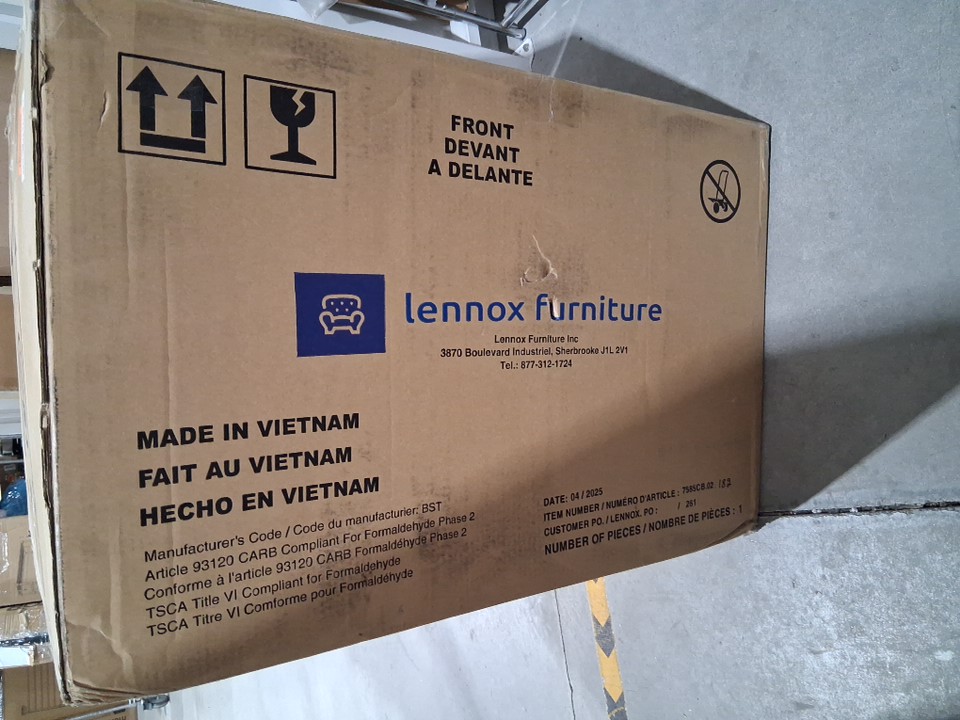 FRONT
DEVANT
A DELANTE
lennox furniture
Lennox Furniture Inc
3870 Boulevard Industriel, Sherbrooke J1L 2V1
Tel.: 877-312-1724
MADE IN VIETNAM
FAIT AU VIETNAM
HECHO EN VIETNAM
Manufacturer's Code / Code du manufacturier: BST
Article 93120 CARB Compliant For Formaldehyde Phase 2
Conforme à l'article 93120 CARB Formaldéhyde Phase 2
TSCA Title VI Compliant for Formaldehyde
TSCA Titre VI Comforme pour Formaldéhyde
DATE: 04 / 2025
ITEM NUMBER / NUMÉRO D'ARTICLE : 7585CB.02
CUSTOMER PO. / LENNOX. PO : / 261
NUMBER OF PIECES / NOMBRE DE PIÈCES : 1